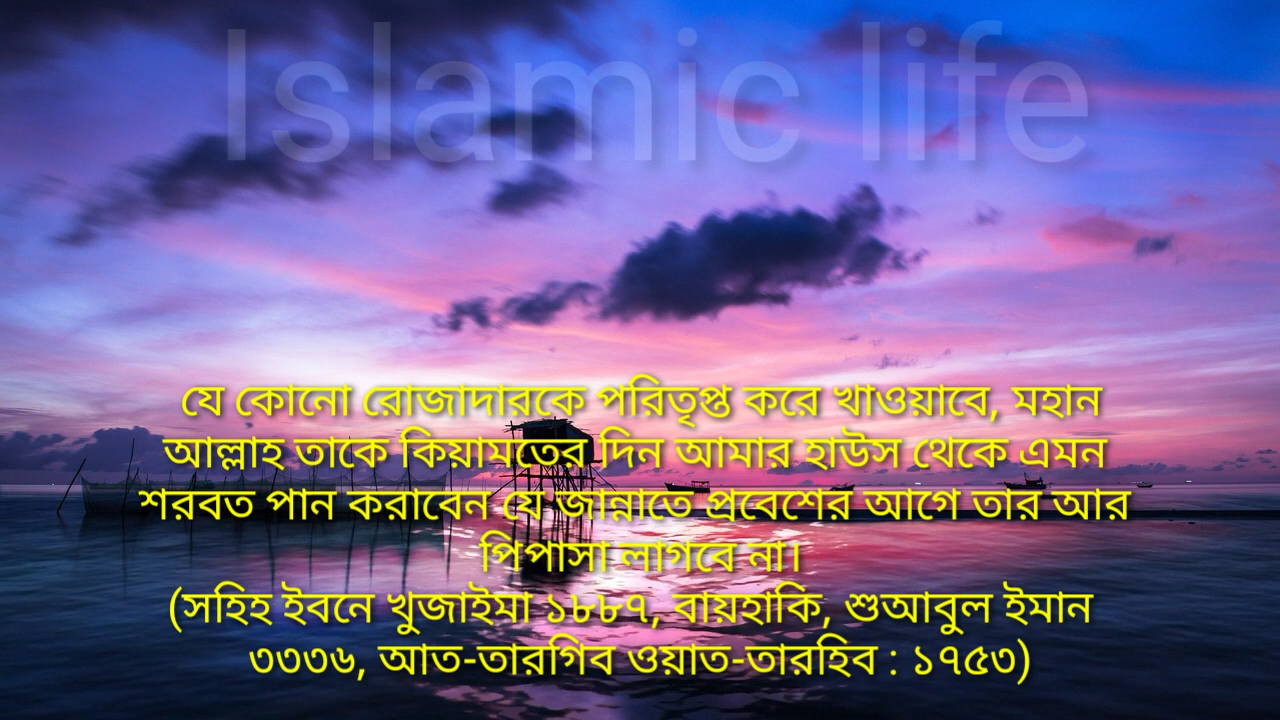 Islamic life
যে কোনো রোজাদারকে পরিতৃপ্ত করে খাওয়াবে, মহান
আল্লাহ তাকে কিয়ামতের দিন আমার হাউস থেকে এমন
শরবত পান করাবেন যে জান্নাতে প্রবেশের আগে তার আর
পিপাসা লাগবে না।
(সহিহ ইবনে খুজাইমা ১৮৮৭, বায়হাকি, শুআবুল ইমান
৩৩৩৬, আত-তারগিব ওয়াত-তারহিব : ১৭৫৩)